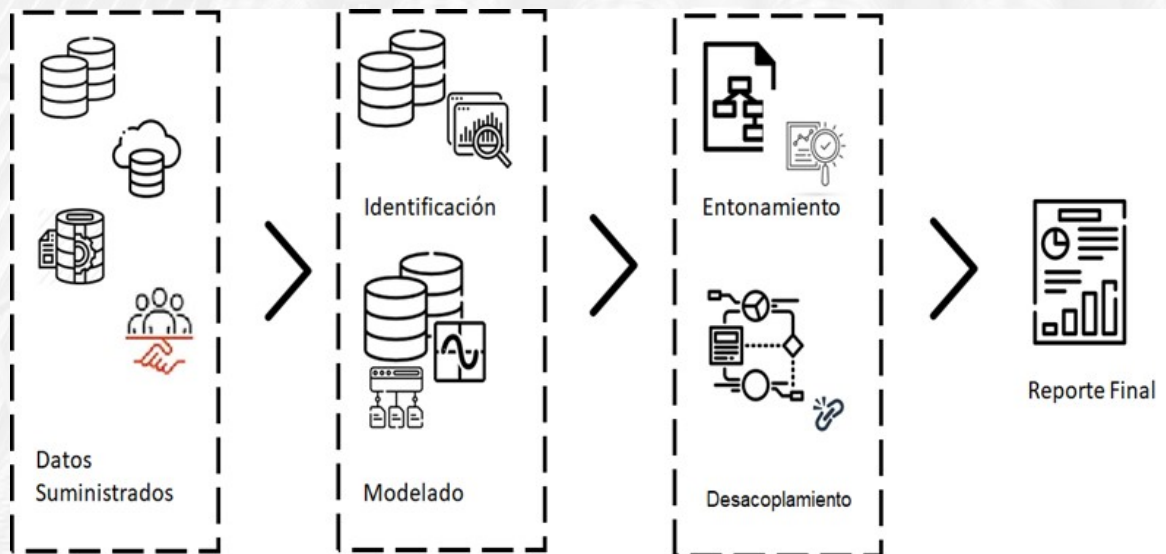 Datos
Suministrados
Identificación
Modelado
Entonamiento
Desacoplamiento
Reporte Final